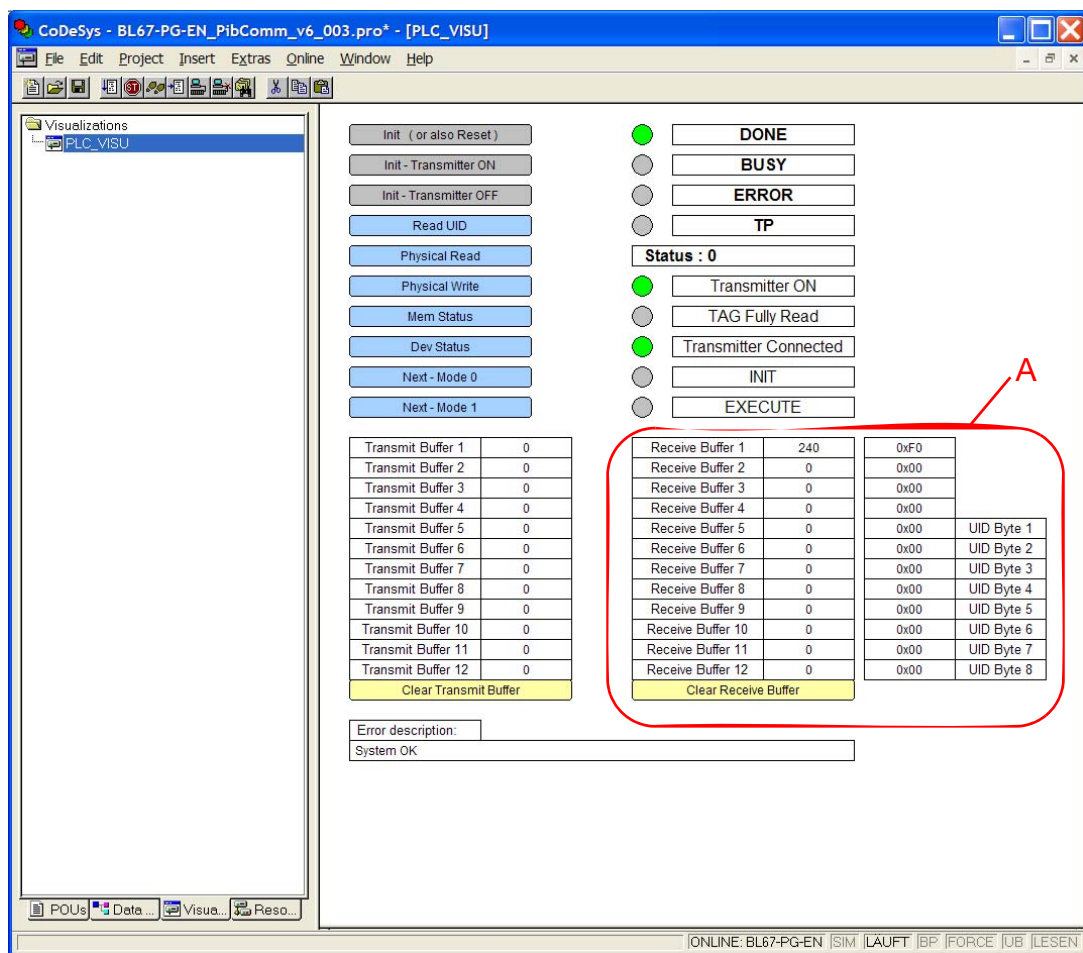 CoDeSys - BL67-PG-EN_PibComm_v6_003.pro* - [PLC_VISU]
File Edit Project Insert Extras Online Window Help
Visualizations
PLC_VISU
Init ( or also Reset ) DONE
Init - Transmitter ON BUSY
Init - Transmitter OFF ERROR
Read UID TP
Physical Read Status : 0
Physical Write Transmitter ON
Mem Status TAG Fully Read
Dev Status Transmitter Connected
Next - Mode 0 INIT
Next - Mode 1 EXECUTE
A
Transmit Buffer 1 0 Receive Buffer 1 240 0xF0
Transmit Buffer 2 0 Receive Buffer 2 0 0x00
Transmit Buffer 3 0 Receive Buffer 3 0 0x00
Transmit Buffer 4 0 Receive Buffer 4 0 0x00
Transmit Buffer 5 0 Receive Buffer 5 0 0x00 UID Byte 1
Transmit Buffer 6 0 Receive Buffer 6 0 0x00 UID Byte 2
Transmit Buffer 7 0 Receive Buffer 7 0 0x00 UID Byte 3
Transmit Buffer 8 0 Receive Buffer 8 0 0x00 UID Byte 4
Transmit Buffer 9 0 Receive Buffer 9 0 0x00 UID Byte 5
Transmit Buffer 10 0 Receive Buffer 10 0 0x00 UID Byte 6
Transmit Buffer 11 0 Receive Buffer 11 0 0x00 UID Byte 7
Transmit Buffer 12 0 Receive Buffer 12 0 0x00 UID Byte 8
Clear Transmit Buffer Clear Receive Buffer
Error description:
System OK
POUs Data ... Visua... Reso...
ONLINE: BL67-PG-EN SIM LÄUFT BP FORCE UB LESEN